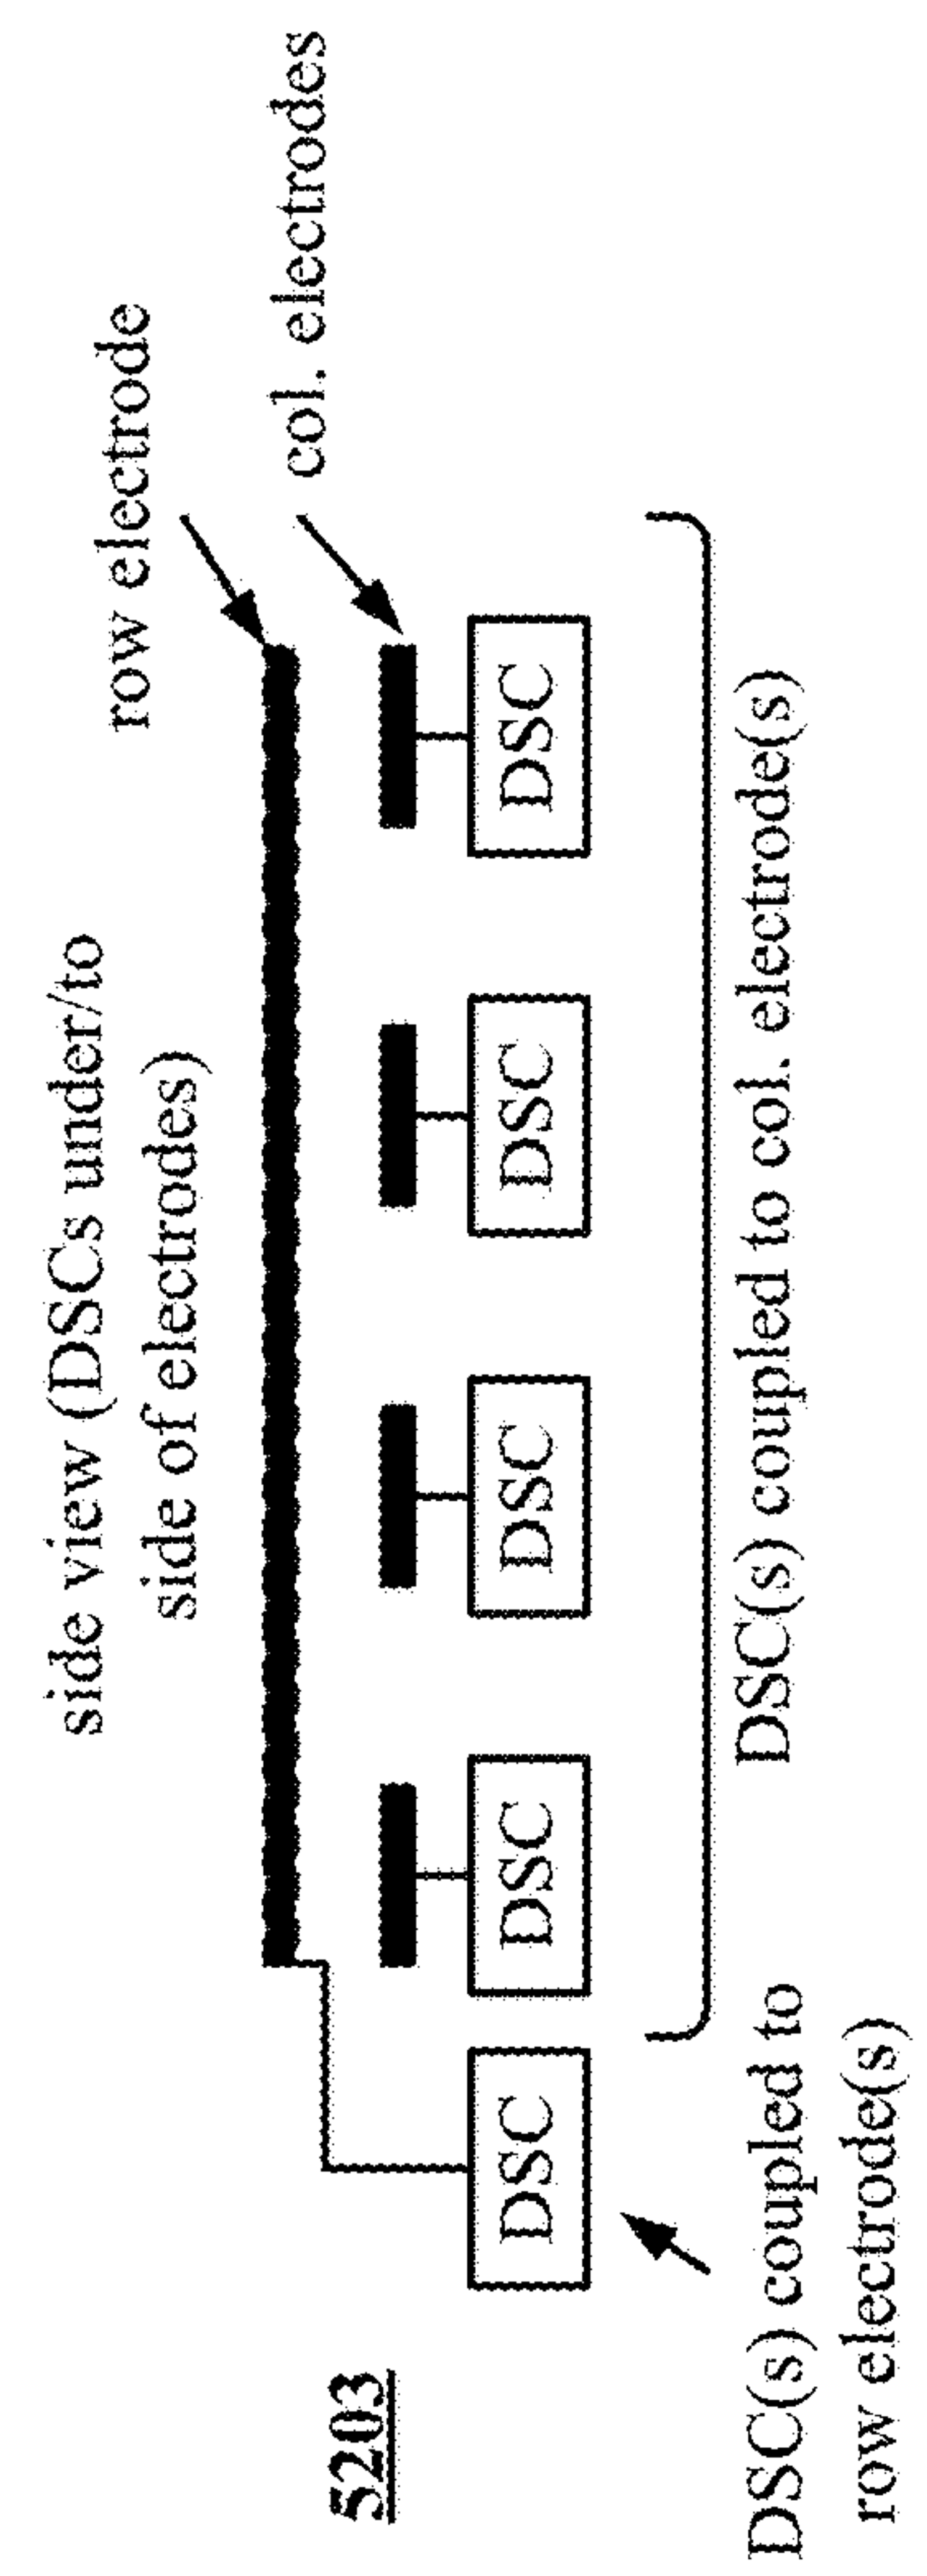 side view (DSCs under/to
side of electrodes)
row electrode
col. electrodes
5203
DSC
DSC
DSC
DSC
DSC
DSC(s) coupled to
row electrode(s)
DSC(s) coupled to col. electrode(s)